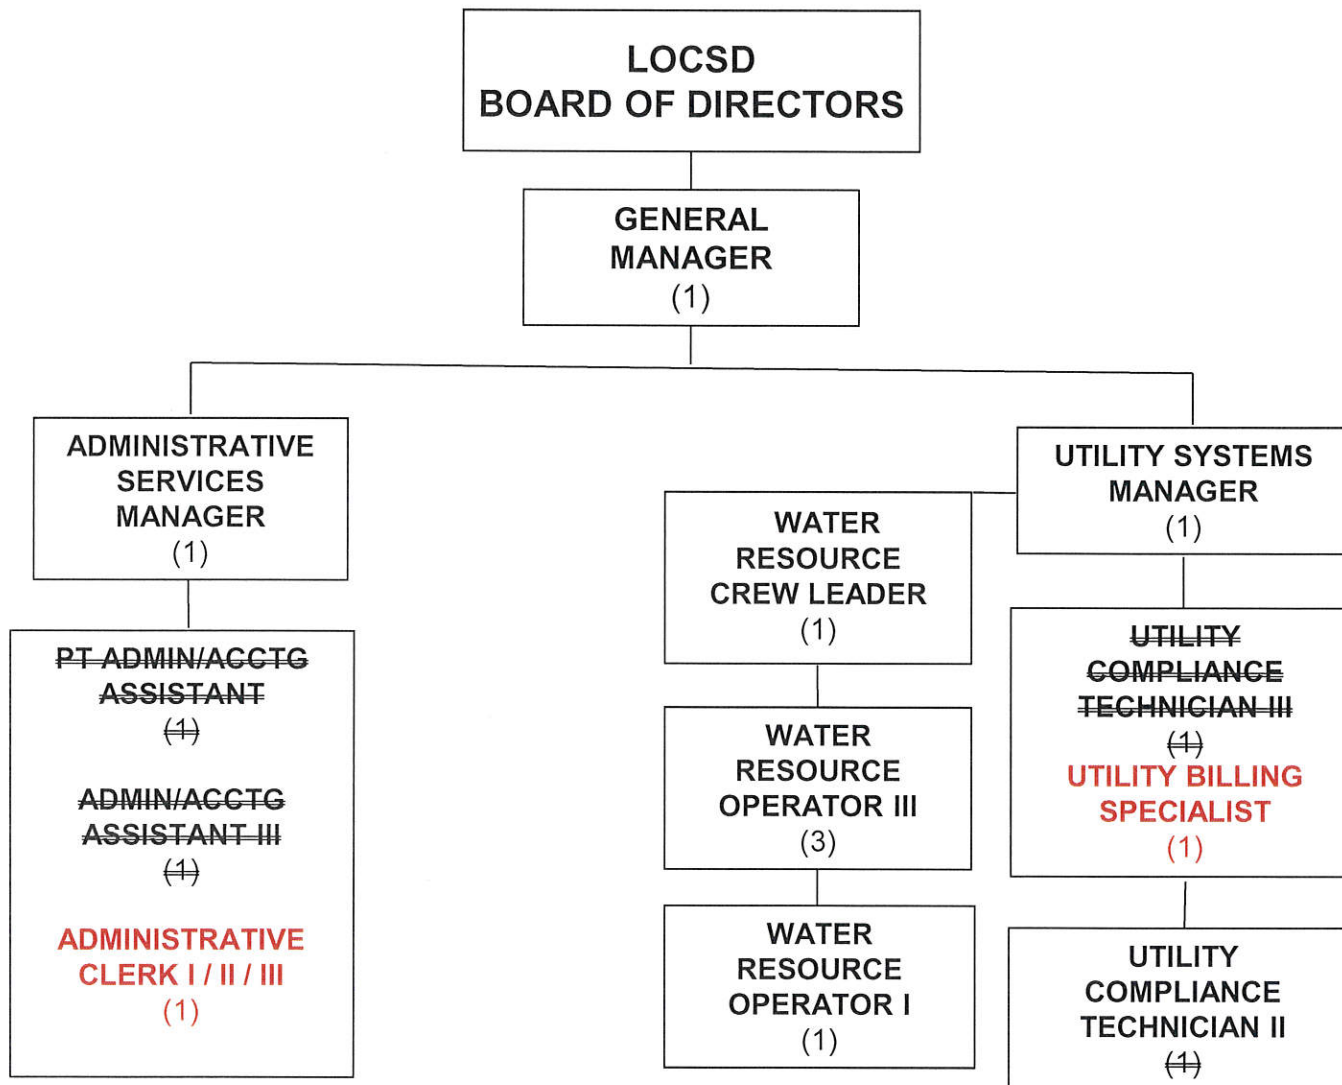 LOCSD
BOARD OF DIRECTORS
GENERAL
MANAGER
(1)
ADMINISTRATIVE
SERVICES
MANAGER
(1)
PT ADMIN/ACCTG
ASSISTANT
(1)
ADMIN/ACCTG
ASSISTANT III
(1)
ADMINISTRATIVE
CLERK I / II / III
(1)
WATER
RESOURCE
CREW LEADER
(1)
WATER
RESOURCE
OPERATOR III
(3)
WATER
RESOURCE
OPERATOR I
(1)
UTILITY SYSTEMS
MANAGER
(1)
UTILITY
COMPLIANCE
TECHNICIAN III
(1)
UTILITY BILLING
SPECIALIST
(1)
UTILITY
COMPLIANCE
TECHNICIAN II
(1)